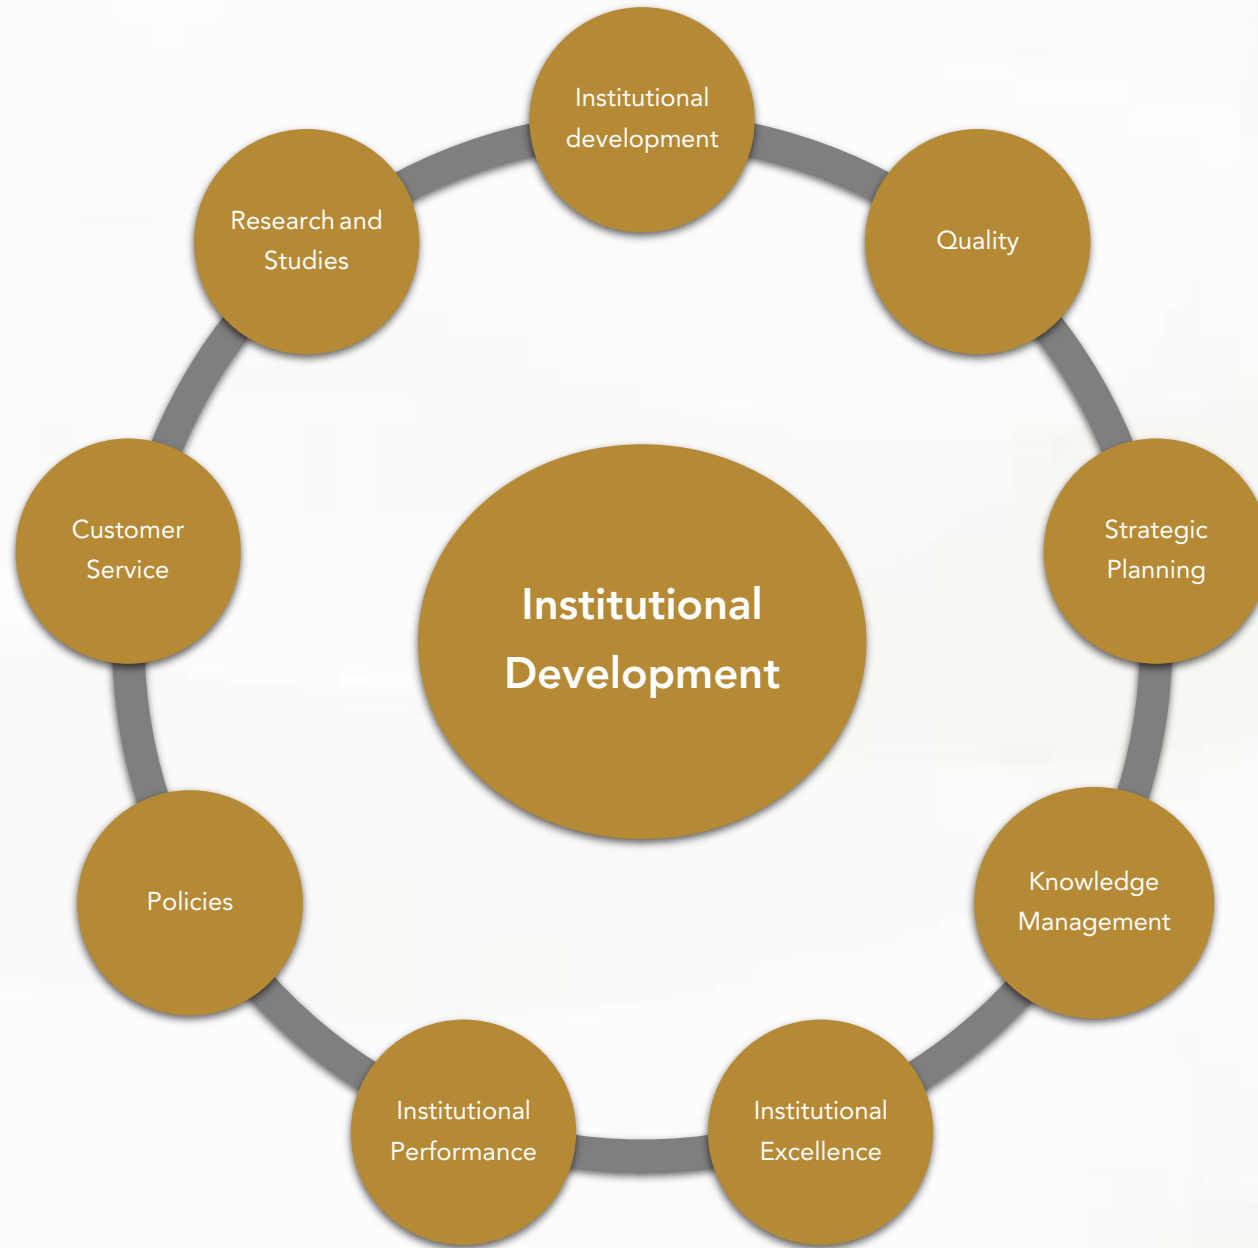 Institutional
development
Research and
Studies
Quality
Customer
Service
Strategic
Planning
Institutional
Development
Policies
Knowledge
Management
Institutional
Performance
Institutional
Excellence